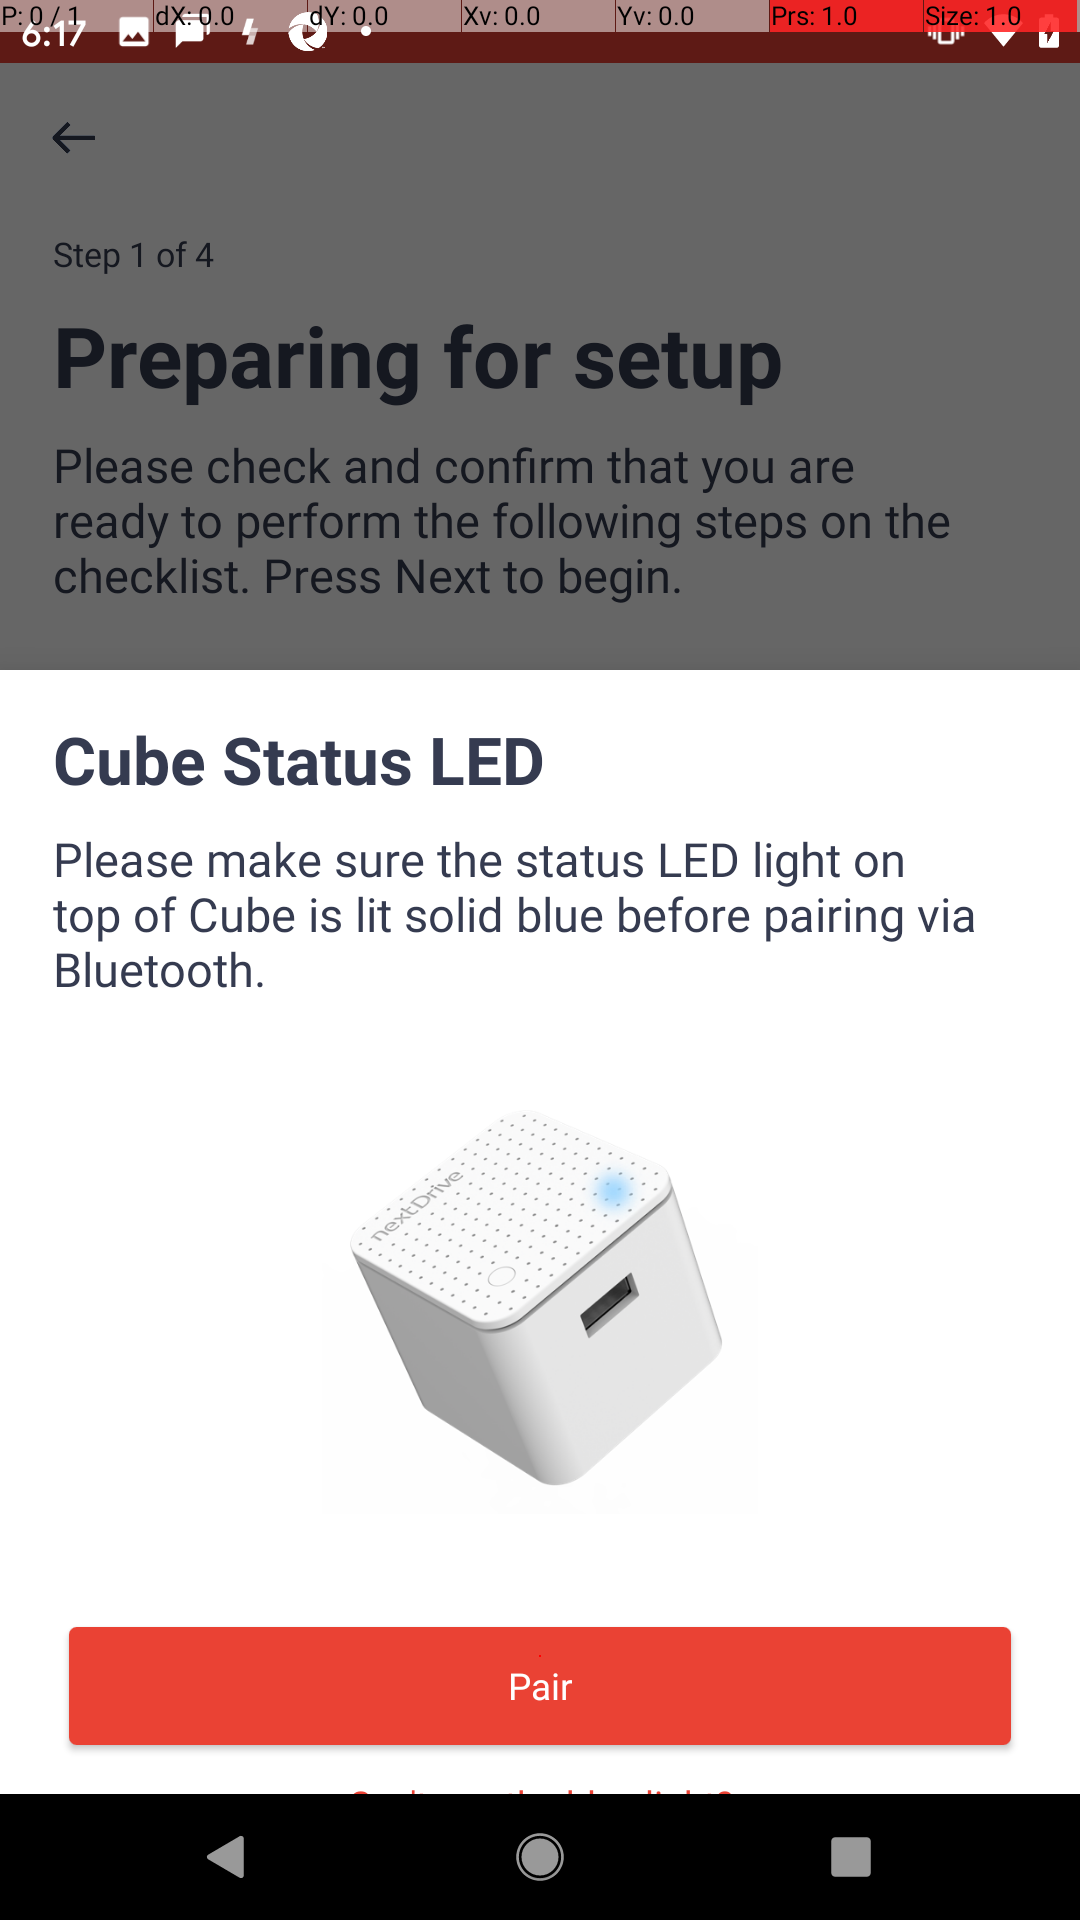 P: 0 / 1 dX: 0.0 dY: 0.0 Xv: 0.0 Yv: 0.0 Prs: 1.0 Size: 1.0
6:17
Step 1 of 4
Preparing for setup
Please check and confirm that you are
ready to perform the following steps on the
checklist. Press Next to begin.
Cube Status LED
Please make sure the status LED light on
top of Cube is lit solid blue before pairing via
Bluetooth.
nextDrive
Pair